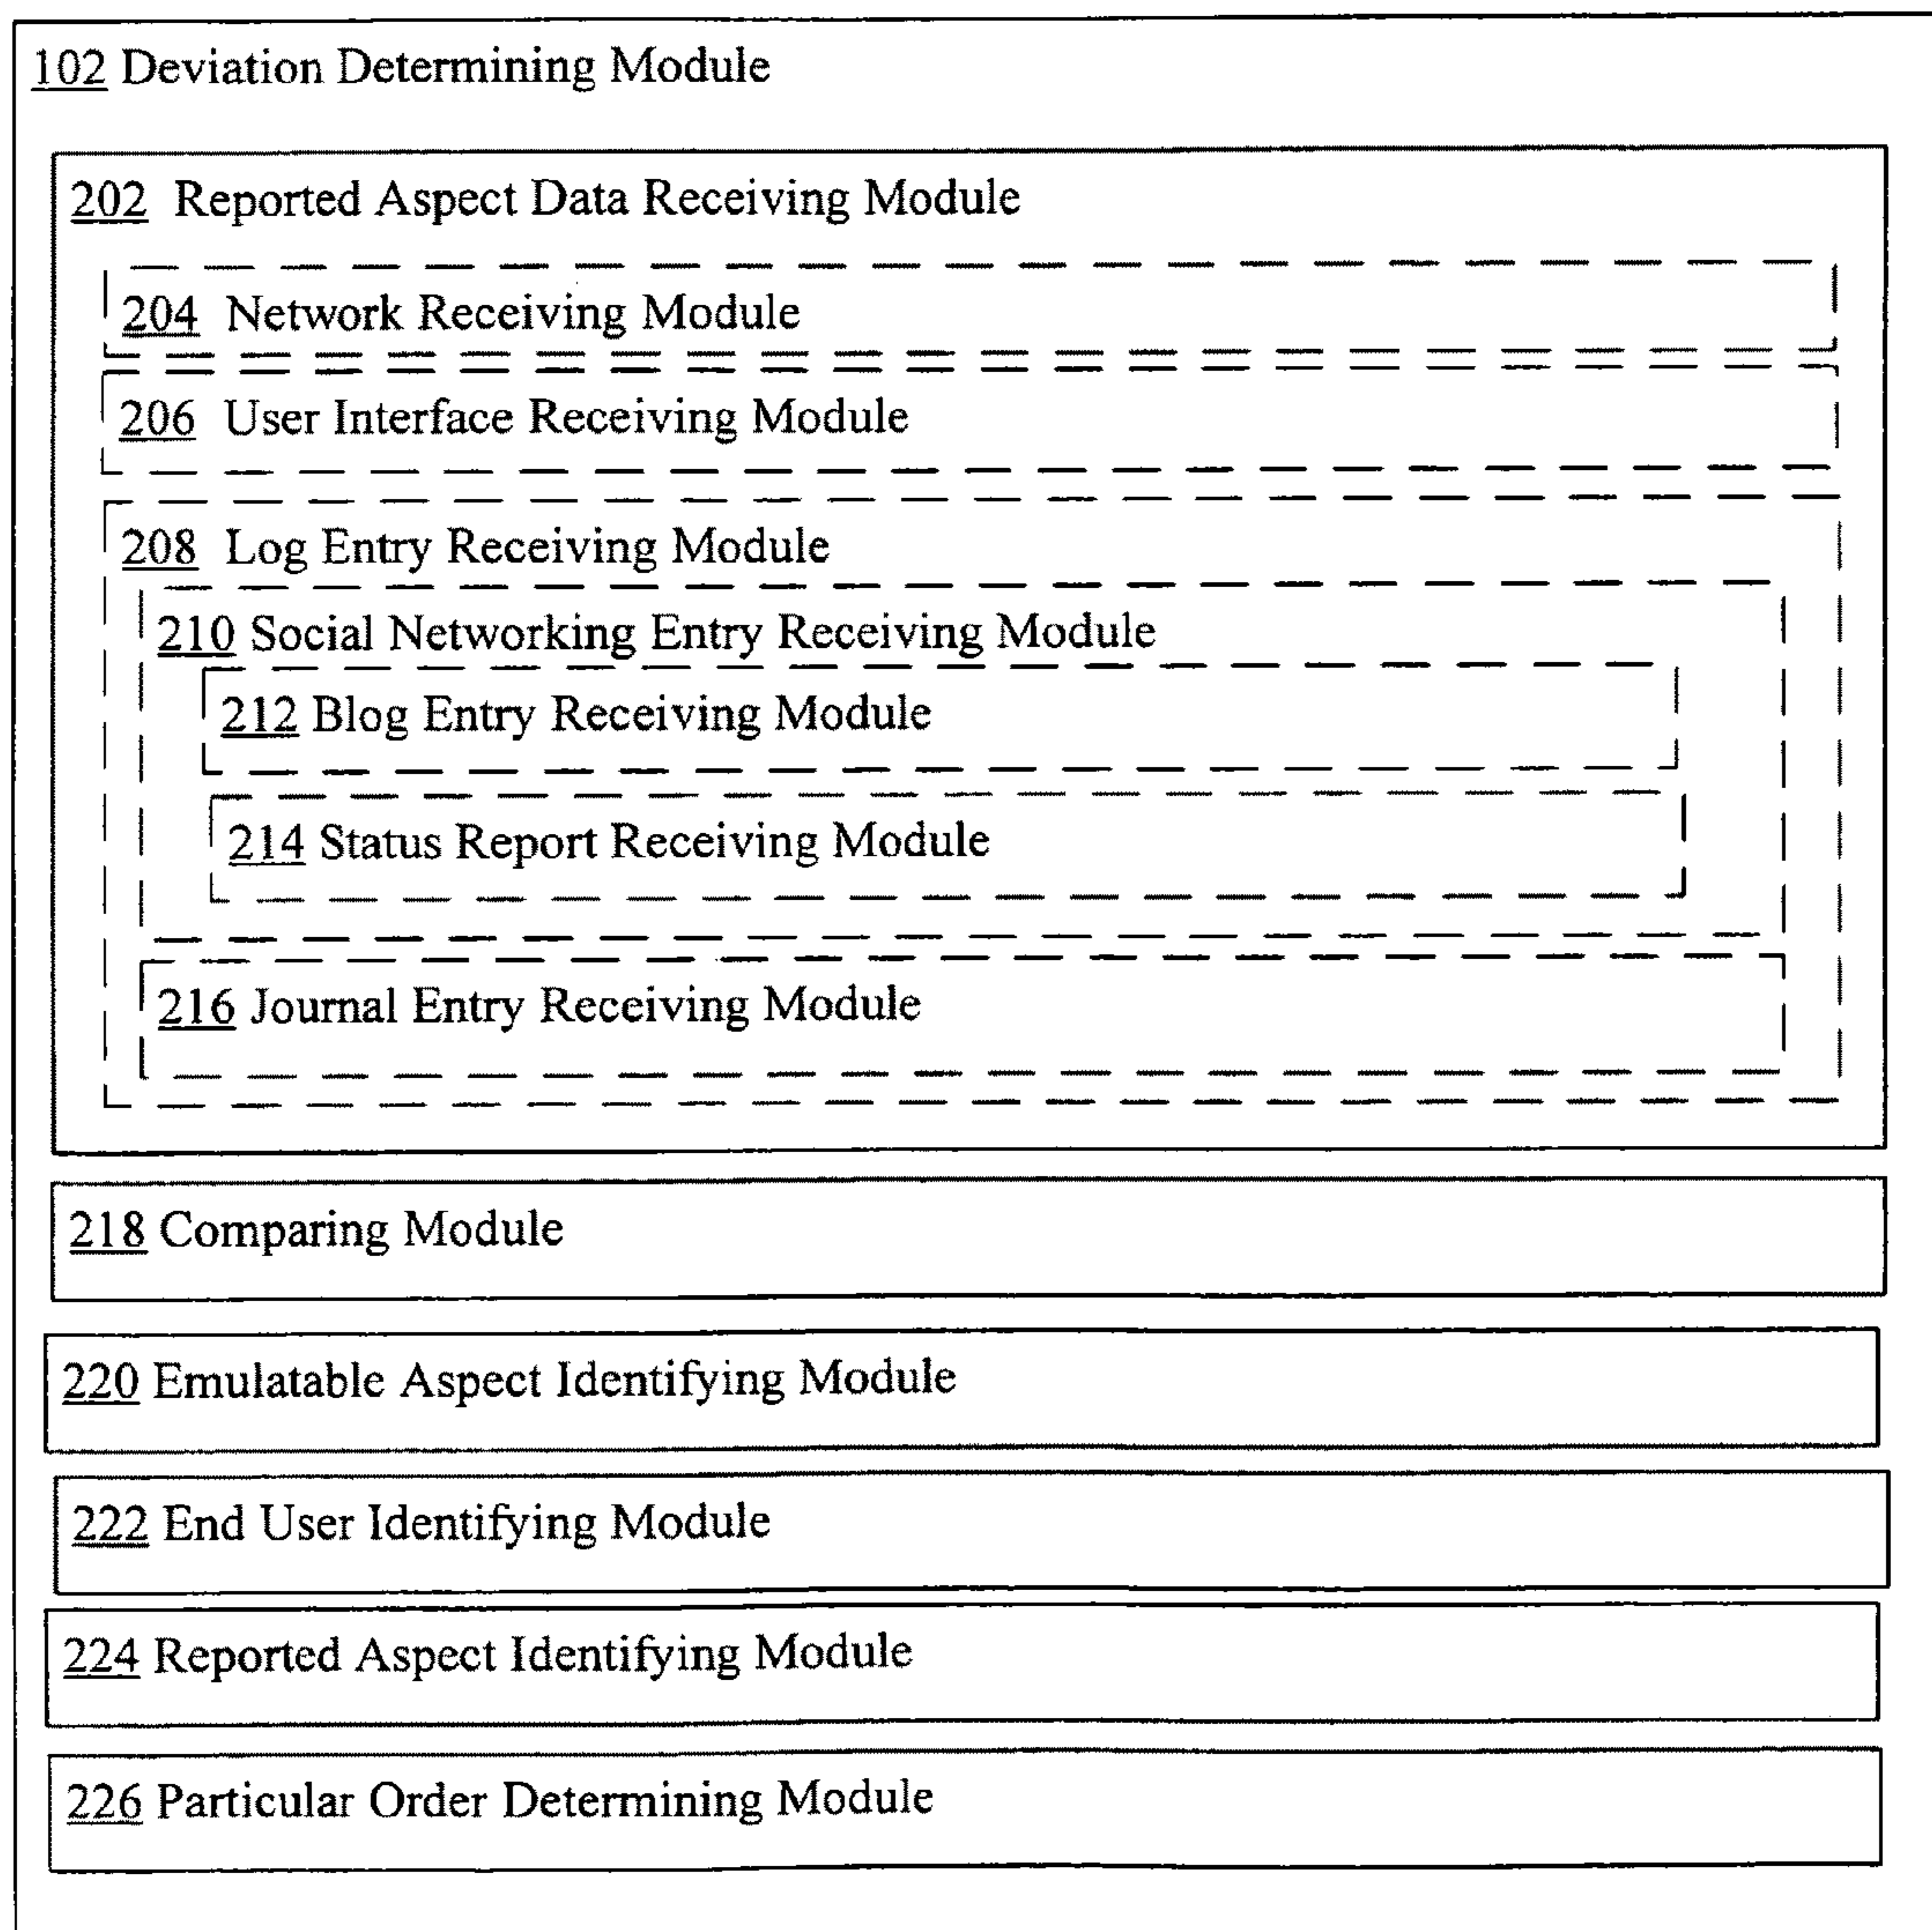 102 Deviation Determining Module
202 Reported Aspect Data Receiving Module
204 Network Receiving Module
206 User Interface Receiving Module
208 Log Entry Receiving Module
210 Social Networking Entry Receiving Module
212 Blog Entry Receiving Module
214 Status Report Receiving Module
216 Journal Entry Receiving Module
218 Comparing Module
220 Emulatable Aspect Identifying Module
222 End User Identifying Module
224 Reported Aspect Identifying Module
226 Particular Order Determining Module